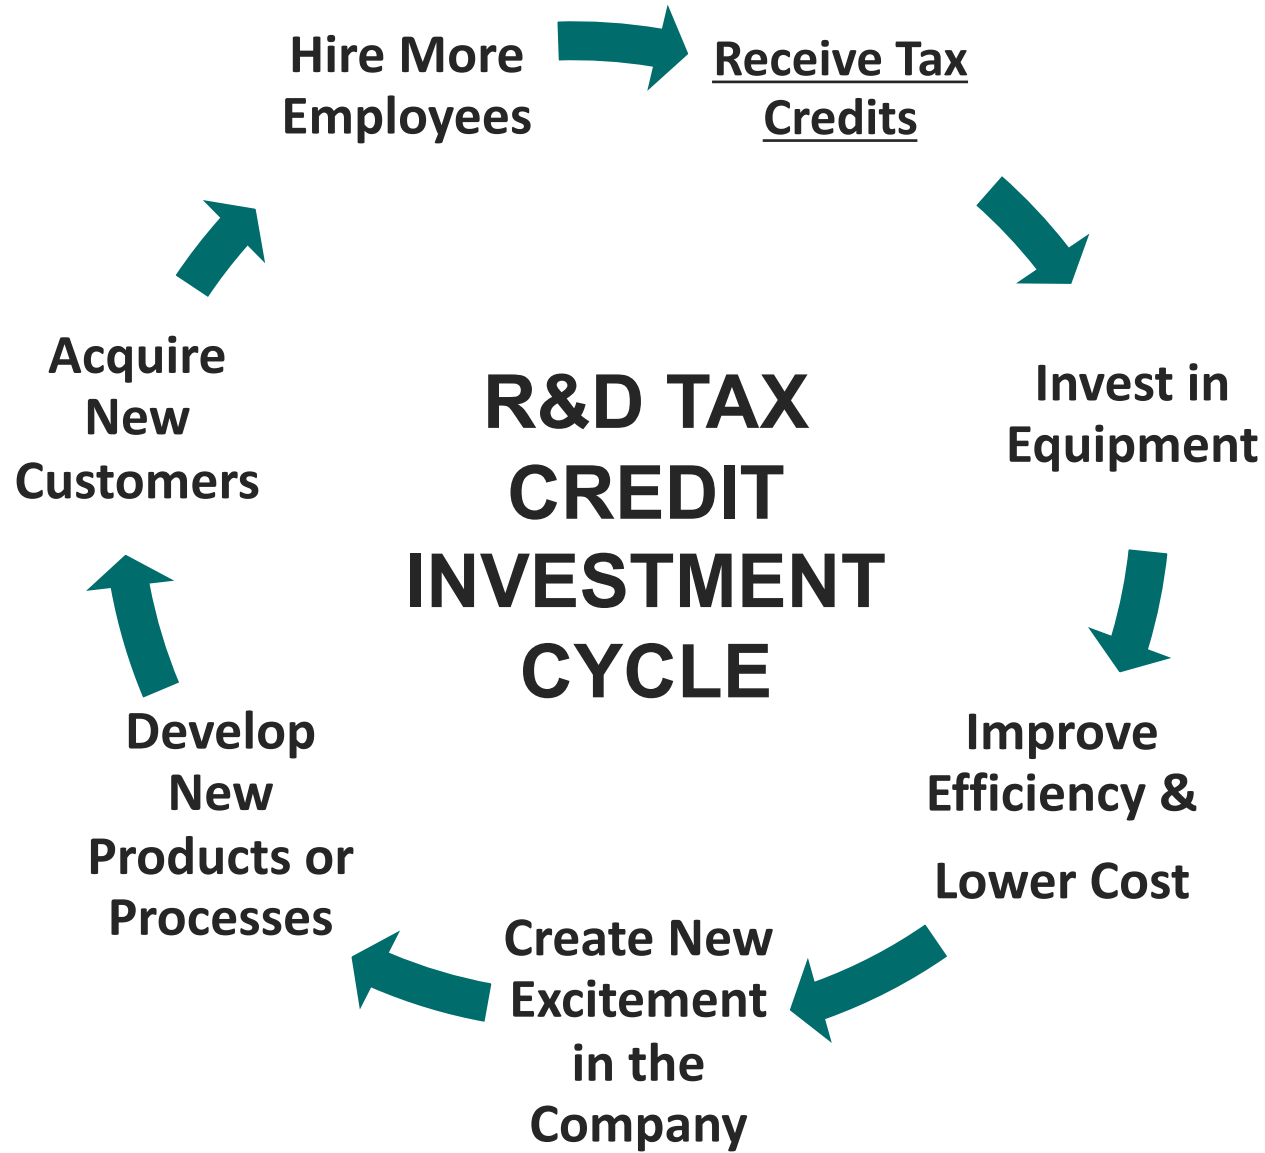 Hire More
Employees
Receive Tax
Credits
Invest in
Equipment
Improve
Efficiency &
Lower Cost
Create New
Excitement
in the
Company
Develop
New
Products or
Processes
Acquire
New
Customers
R&D TAX
CREDIT
INVESTMENT
CYCLE